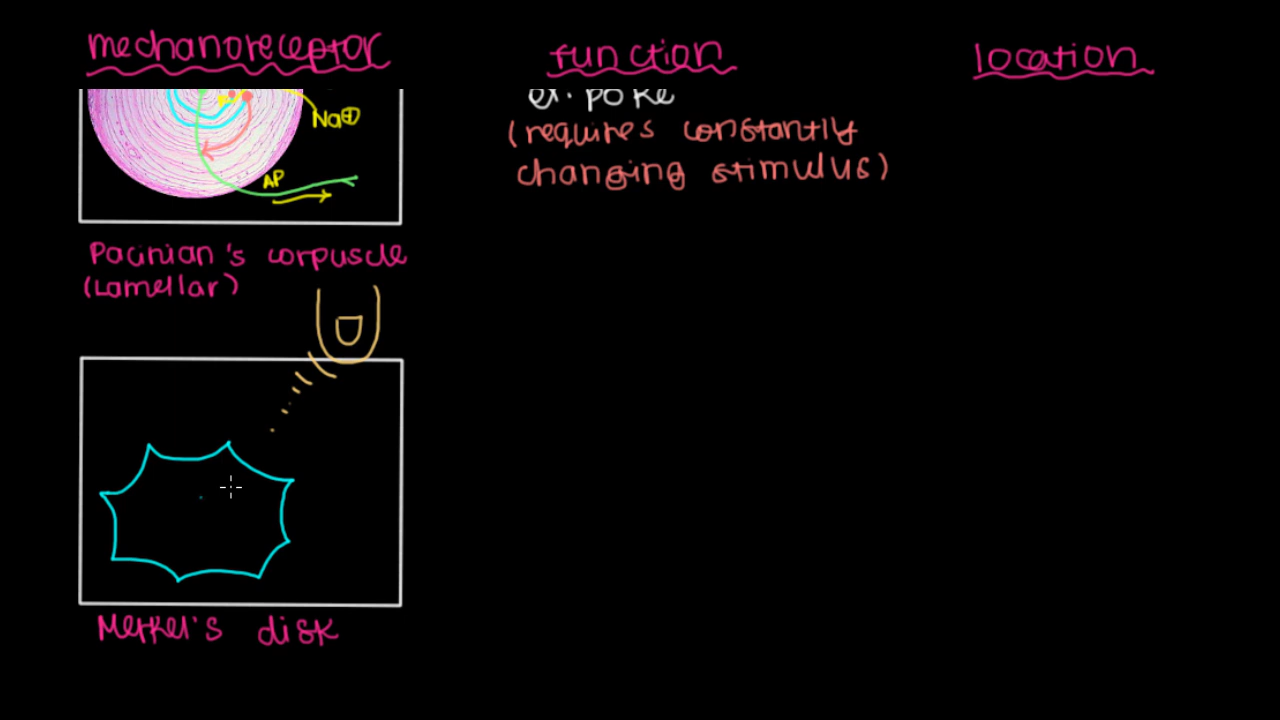 mechanoreceptor function location
ex. poke
Na⊕
(requires constantly
changing stimulus)
AP
Pacinian's corpuscle
(Lamellar)
Merkel's disk